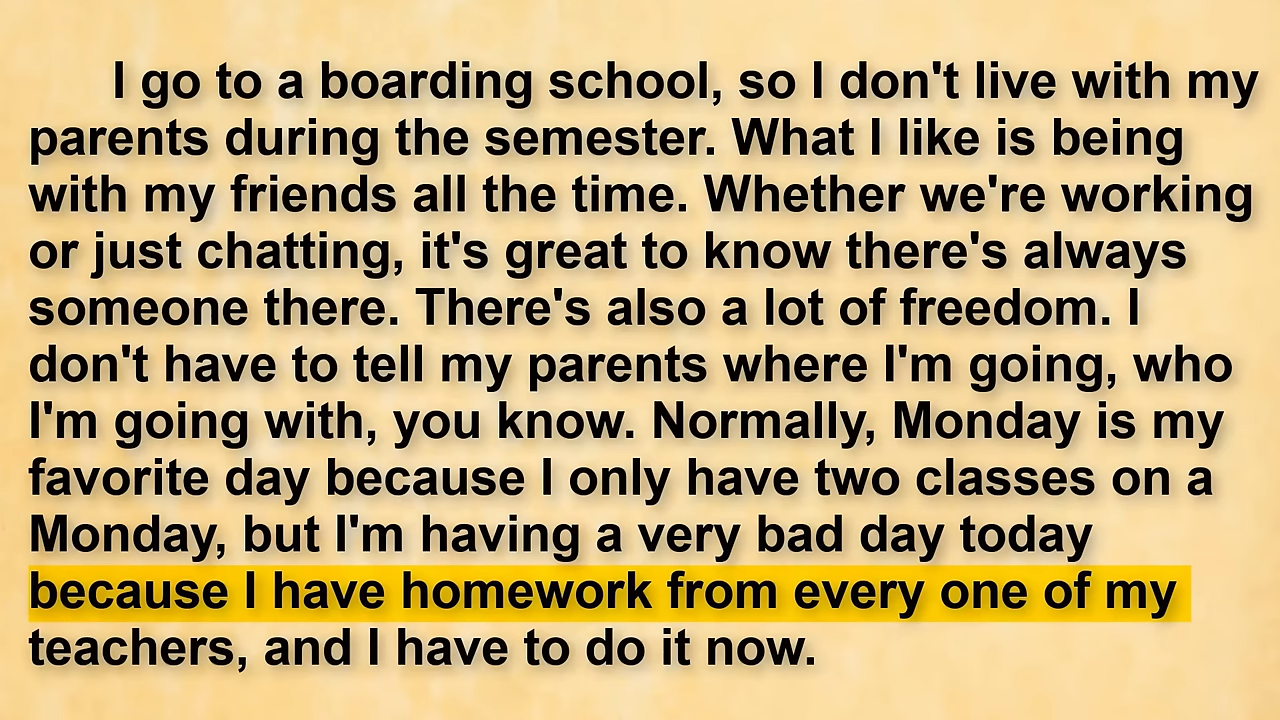 I go to a boarding school, so I don't live with my
parents during the semester. What I like is being
with my friends all the time. Whether we're working
or just chatting, it's great to know there's always
someone there. There's also a lot of freedom. I
don't have to tell my parents where I'm going, who
I'm going with, you know. Normally, Monday is my
favorite day because I only have two classes on a
Monday, but I'm having a very bad day today
because I have homework from every one of my
teachers, and I have to do it now.